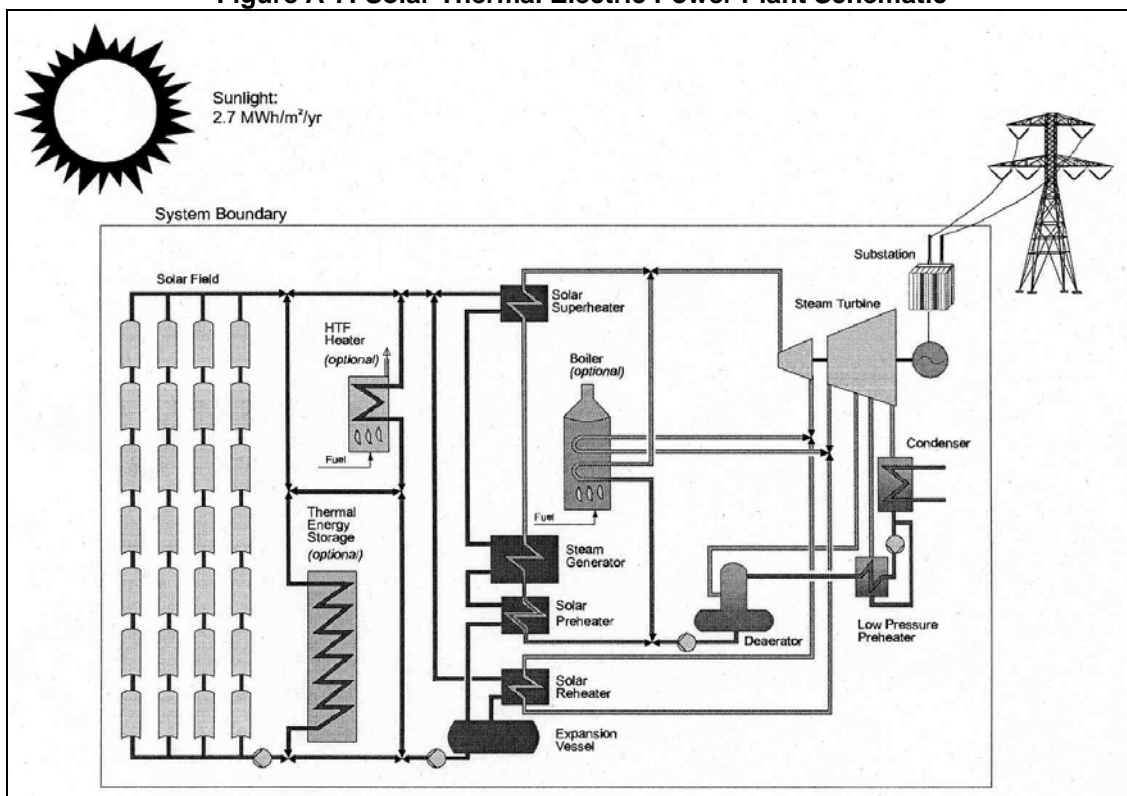 Figure A-1: Solar Thermal Electric Power Plant Schematic
Sunlight:
2.7 MWh/m²/yr
System Boundary
Substation
Solar Field
Solar
Superheater
Steam Turbine
HTF
Heater
(optional)
Boiler
(optional)
Condenser
Fuel
Thermal
Energy
Storage
(optional)
Fuel
Steam
Generator
Solar
Preheater
Deaerator
Low Pressure
Preheater
Solar
Reheater
Expansion
Vessel